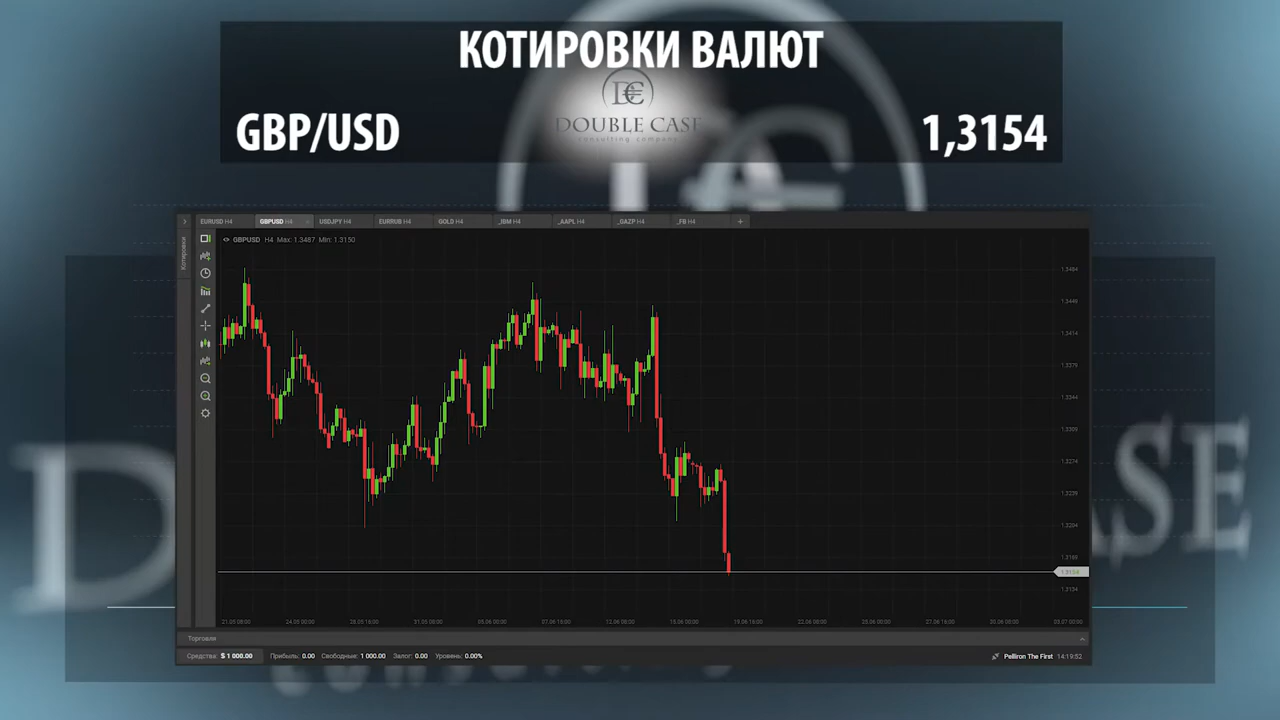 КОТИРОВКИ ВАЛЮТ
DOUBLE CASE
consulting company
GBP/USD
1,3154
EURUSD H4
GBPUSD H4
USDJPY H4
EURRUB H4
GOLD H4
_IBM H4
_AAPL H4
_GAZP H4
_FB H4
+
Котировки
GBPUSD H4 Max: 1.3487 Min: 1.3150
1.3484
1.3449
1.3414
1.3379
1.3344
1.3309
1.3274
1.3239
1.3204
1.3169
1.3154
1.3134
21.05 08:00
24.05 00:00
28.05 16:00
31.05 08:00
05.06 00:00
07.06 16:00
12.06 08:00
15.06 00:00
19.06 16:00
22.06 08:00
25.06 00:00
27.06 16:00
30.06 08:00
03.07 00:00
Торговля
Средства: $ 1 000.00 Прибыль: 0.00 Свободные: 1 000.00 Залог: 0.00 Уровень: 0.00%
Pelliron The First 14:19:52